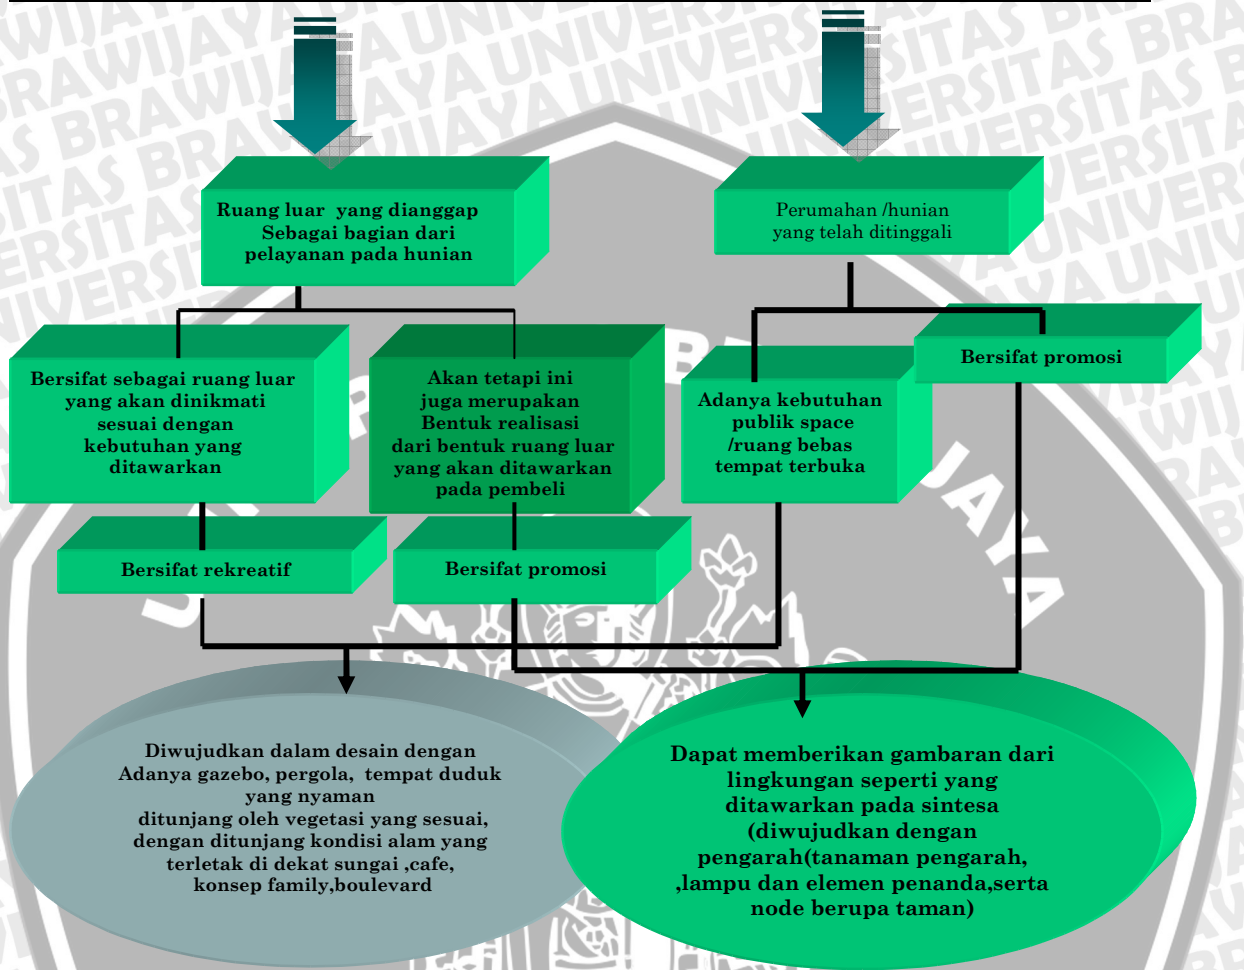 Ruang luar yang dianggap
Sebagai bagian dari
pelayanan pada hunian
Perumahan /hunian
yang telah ditinggali
Bersifat sebagai ruang luar
yang akan dinikmati
sesuai dengan
kebutuhan yang
ditawarkan
Akan tetapi ini
juga merupakan
Bentuk realisasi
dari bentuk ruang luar
yang akan ditawarkan
pada pembeli
Adanya kebutuhan
publik space
/ruang bebas
tempat terbuka
Bersifat promosi
Bersifat rekreatif
Bersifat promosi
Diwujudkan dalam desain dengan
Adanya gazebo, pergola, tempat duduk
yang nyaman
ditunjang oleh vegetasi yang sesuai,
dengan ditunjang kondisi alam yang
terletak di dekat sungai ,cafe,
konsep family,boulevard
Dapat memberikan gambaran dari
lingkungan seperti yang
ditawarkan pada sintesa
(diwujudkan dengan
pengarah(tanaman pengarah,
,lampu dan elemen penanda,serta
node berupa taman)